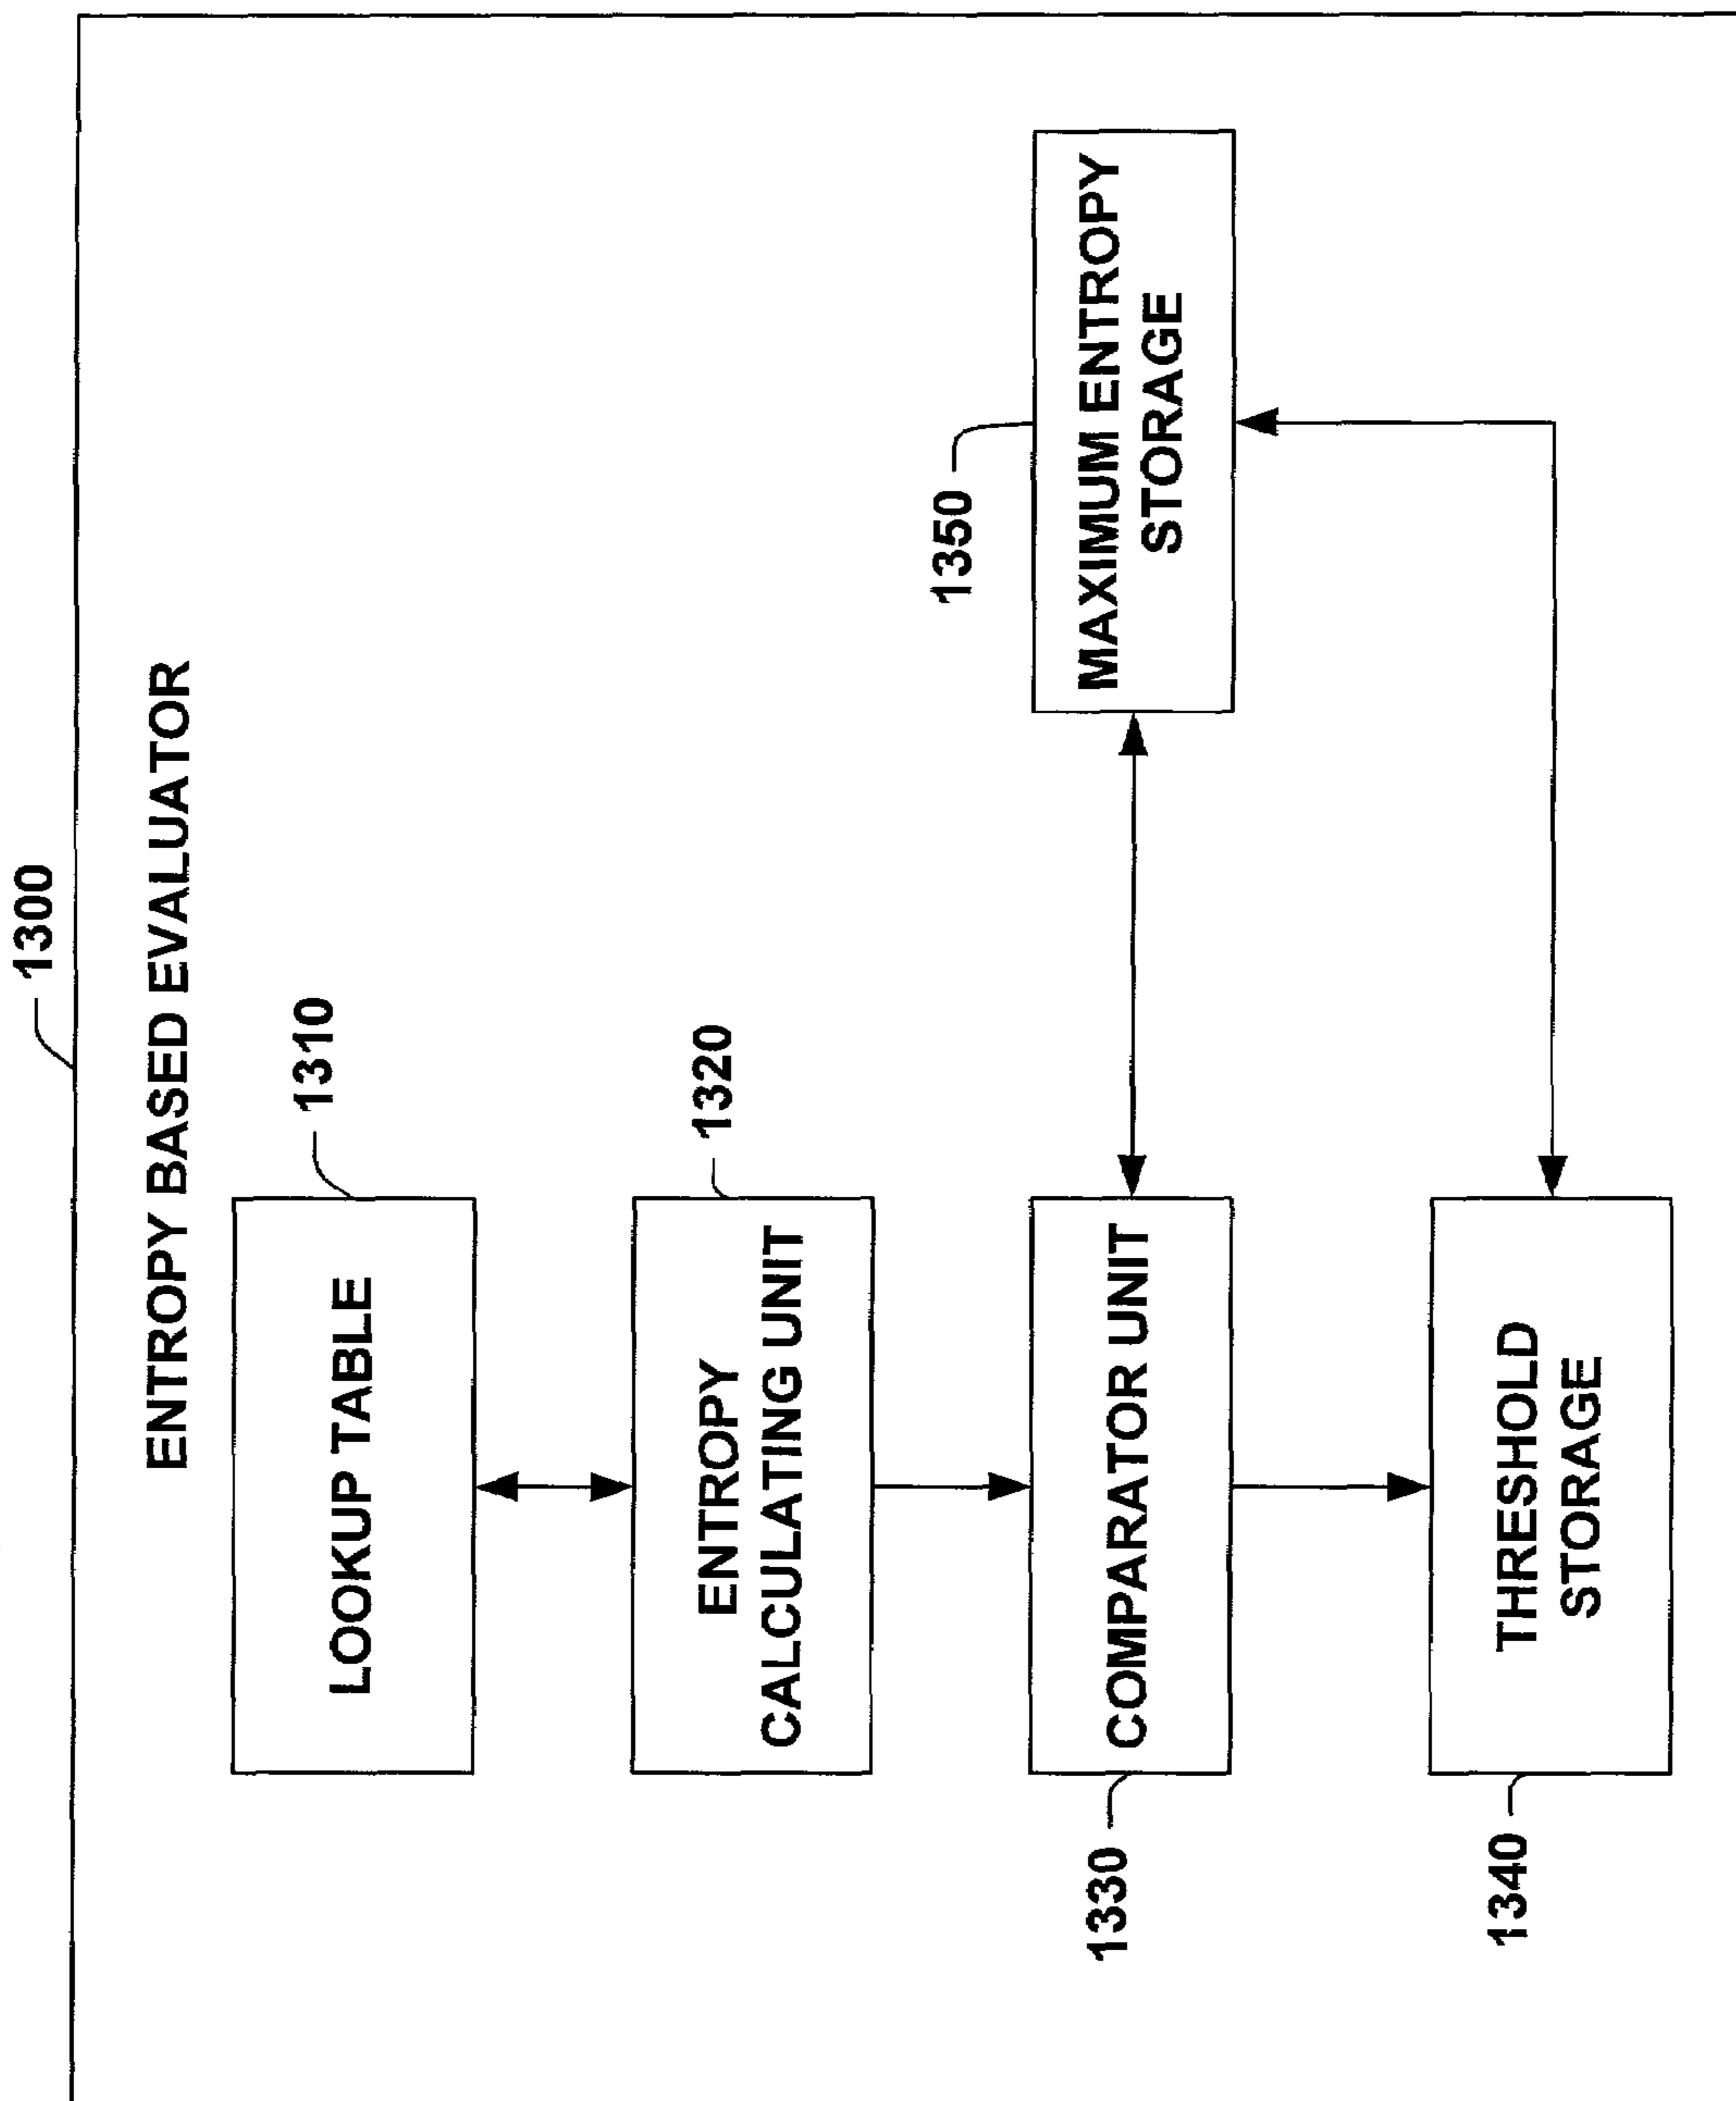 1300
ENTROPY BASED EVALUATOR
1310
LOOKUP TABLE
1320
ENTROPY
CALCULATING UNIT
1330
COMPARATOR UNIT
1350
MAXIMUM ENTROPY
STORAGE
1340
THRESHOLD
STORAGE